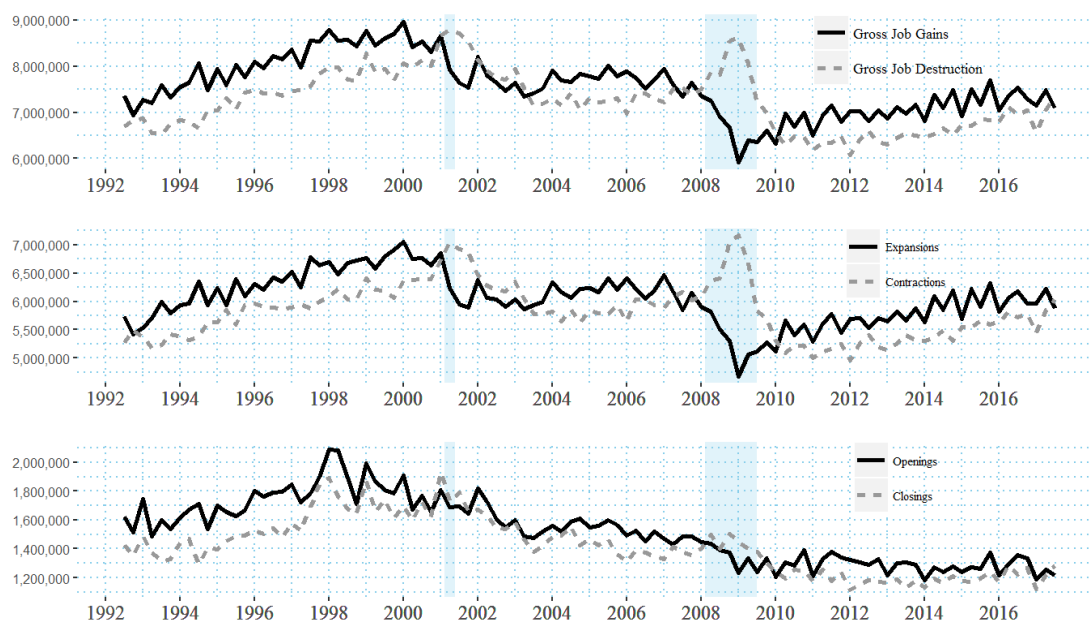 9,000,000
8,000,000
7,000,000
6,000,000
Gross Job Gains
Gross Job Destruction
1992 1994 1996 1998 2000 2002 2004 2006 2008 2010 2012 2014 2016
7,000,000
6,500,000
6,000,000
5,500,000
5,000,000
Expansions
Contractions
1992 1994 1996 1998 2000 2002 2004 2006 2008 2010 2012 2014 2016
2,000,000
1,800,000
1,600,000
1,400,000
1,200,000
Openings
Closings
1992 1994 1996 1998 2000 2002 2004 2006 2008 2010 2012 2014 2016